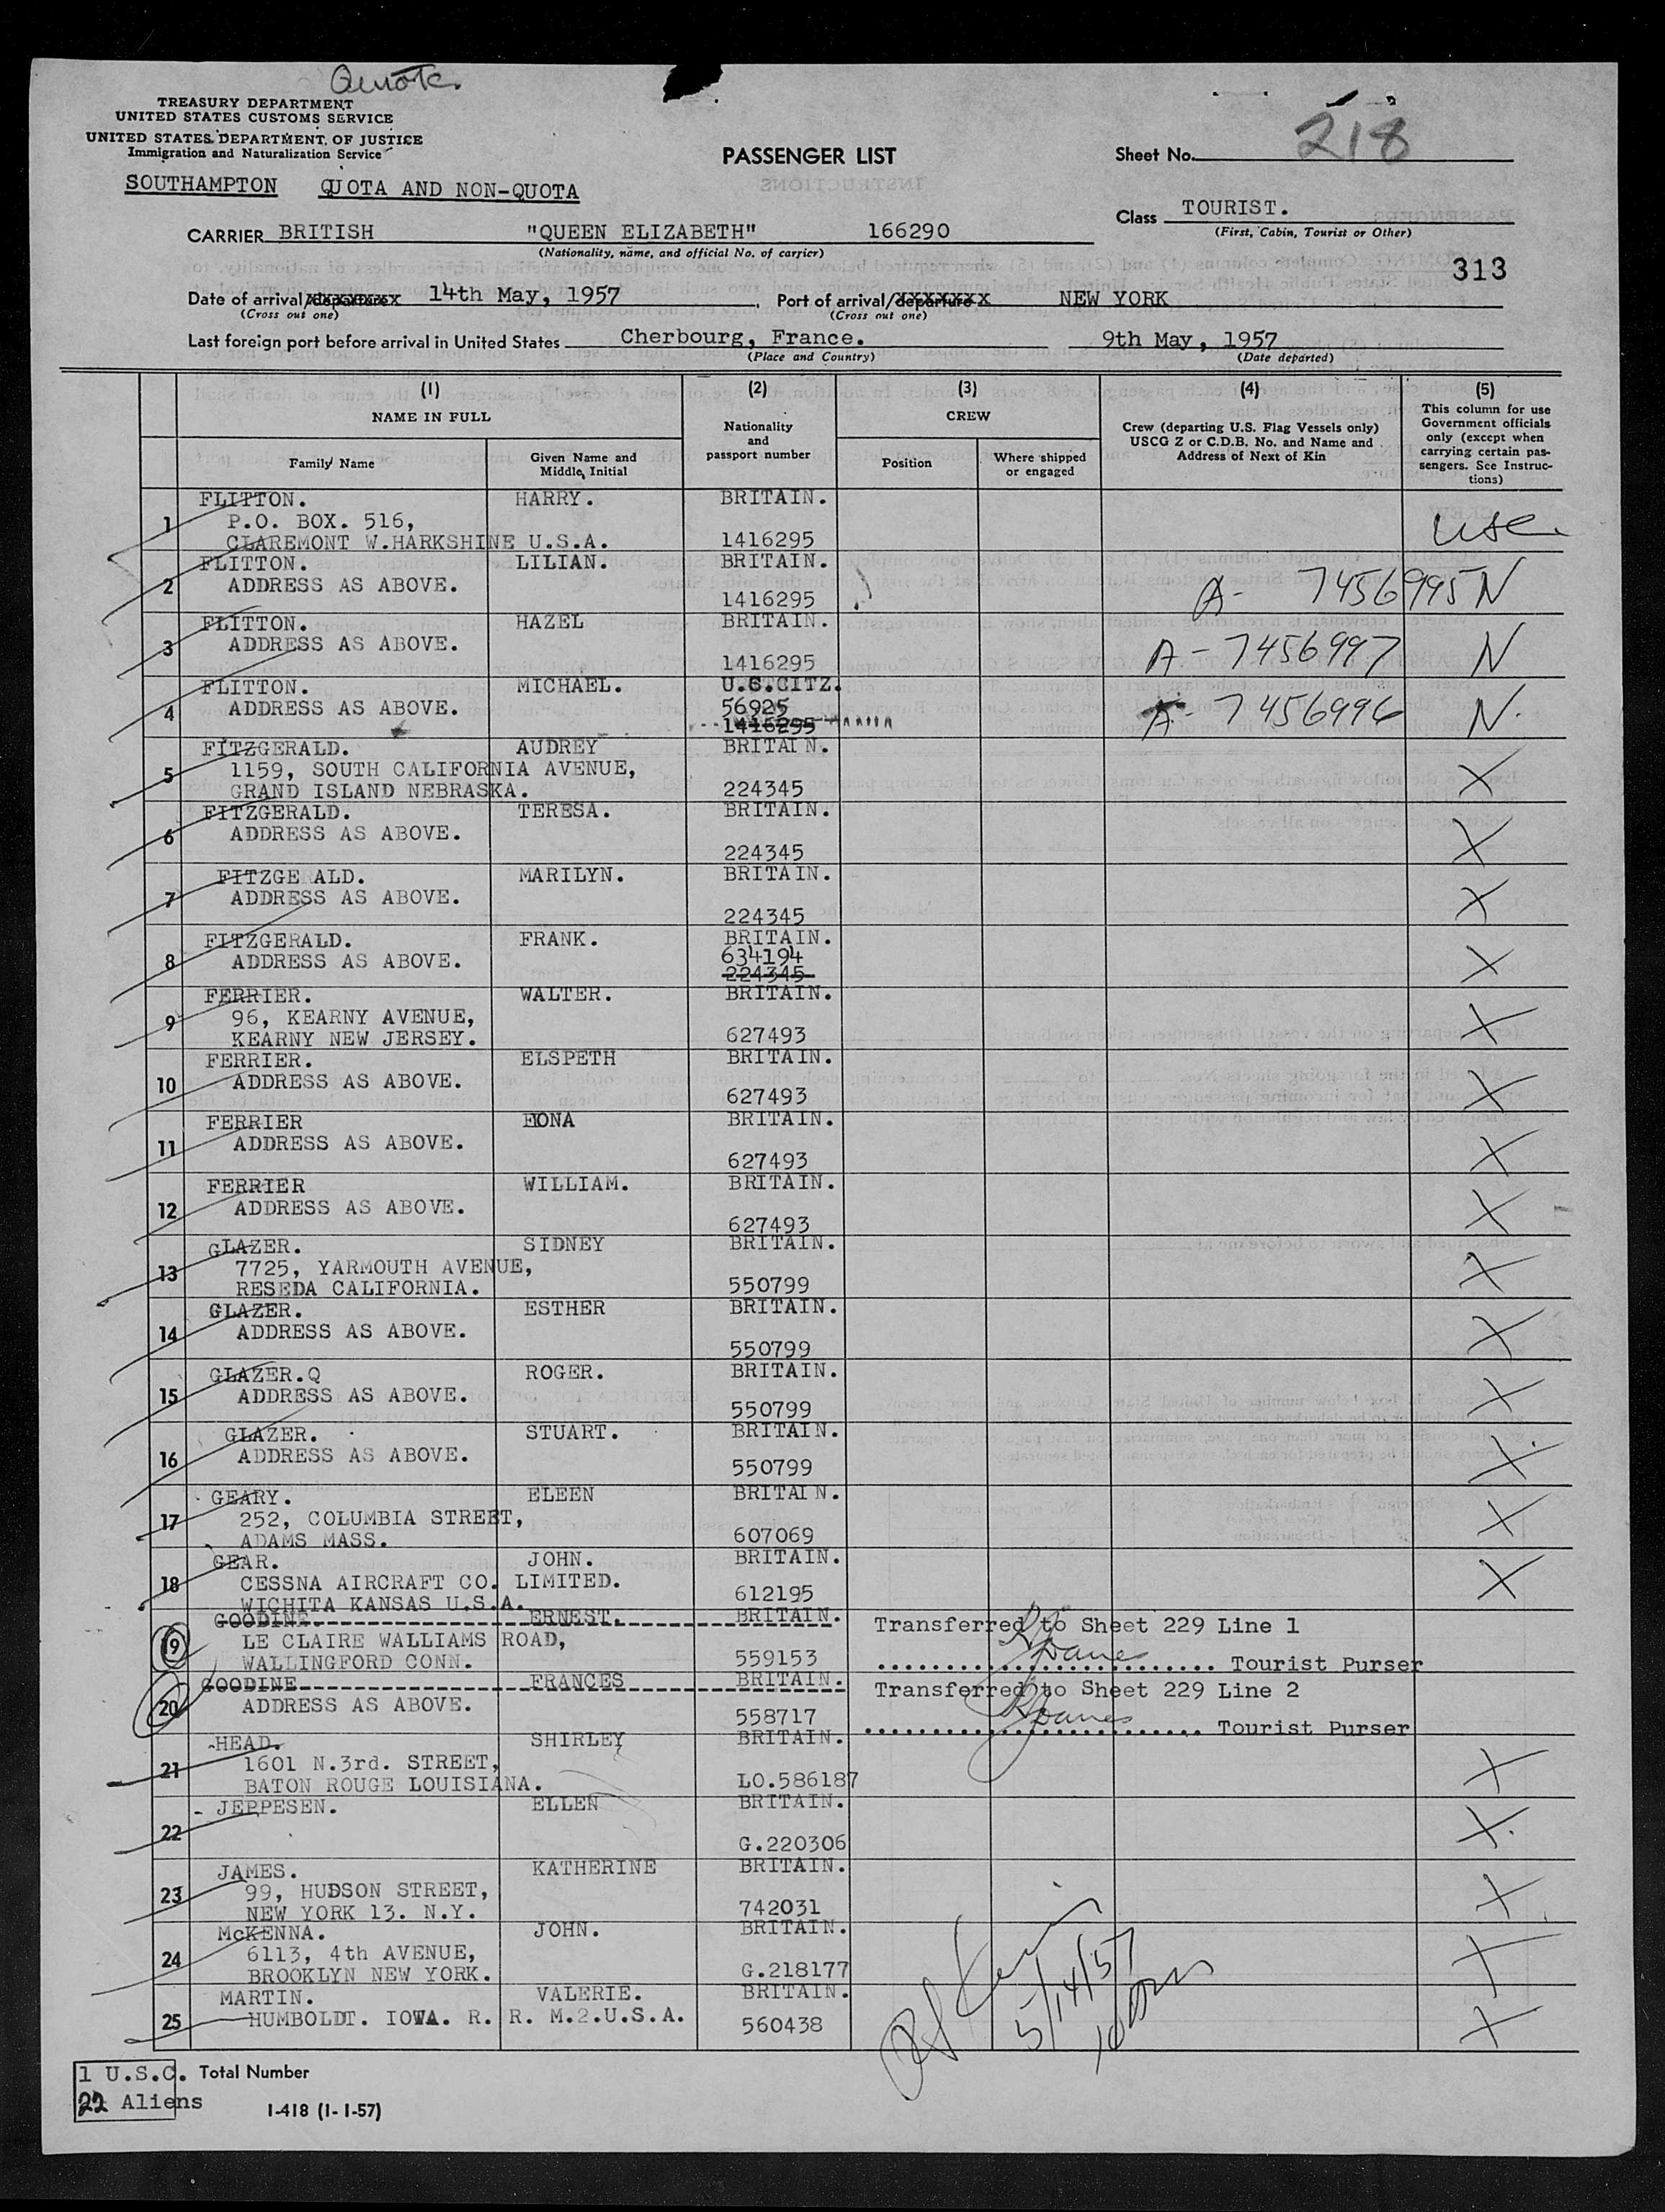 Quota
TREASURY DEPARTMENT
UNITED STATES CUSTOMS SERVICE
UNITED STATES DEPARTMENT OF JUSTICE
Immigration and Naturalization Service
SOUTHAMPTON QUOTA AND NON-QUOTA
PASSENGER LIST
Sheet No. 218
CARRIER BRITISH "QUEEN ELIZABETH" 166290
(Nationality, name, and official No. of carrier)
Class TOURIST.
(First, Cabin, Tourist or Other)
313
Date of arrival/departure 14th May, 1957 Port of arrival/departure NEW YORK
(Cross out one) (Cross out one)
Last foreign port before arrival in United States Cherbourg, France. 9th May, 1957
(Place and Country) (Date departed)
(1) (2) (3) (4) (5)
NAME IN FULL
Family Name
Given Name and Middle Initial
Nationality and passport number
CREW
Position
Where shipped or engaged
Crew (departing U.S. Flag Vessels only)
USCG Z or C.D.B. No. and Name and
Address of Next of Kin
This column for use
Government officials
only (except when
carrying certain pas-
sengers. See Instruc-
tions)
1 FLITTON. HARRY. BRITAIN.
P.O. BOX. 516,
CLAREMONT W.HARKSHINE U.S.A. 1416295 USC
2 FLITTON. LILIAN. BRITAIN.
ADDRESS AS ABOVE. 1416295 A- 7456995 N
3 FLITTON. HAZEL BRITAIN.
ADDRESS AS ABOVE. 1416295 A-7456997 N
4 FLITTON. MICHAEL. U.S.CITZ.
ADDRESS AS ABOVE. 56925 A-7456996 N.
1416295
5 FITZGERALD. AUDREY BRITAIN.
1159, SOUTH CALIFORNIA AVENUE,
GRAND ISLAND NEBRASKA. 224345 X
6 FITZGERALD. TERESA. BRITAIN.
ADDRESS AS ABOVE. 224345 X
7 FITZGE ALD. MARILYN. BRITAIN.
ADDRESS AS ABOVE. 224345 X
8 FITZGERALD. FRANK. BRITAIN.
ADDRESS AS ABOVE. 634194 X
224345
9 FERRIER. WALTER. BRITAIN.
96, KEARNY AVENUE,
KEARNY NEW JERSEY. 627493 X
10 FERRIER. ELSPETH BRITAIN.
ADDRESS AS ABOVE. 627493 X
11 FERRIER FIONA BRITAIN.
ADDRESS AS ABOVE. 627493 X
12 FERRIER WILLIAM. BRITAIN.
ADDRESS AS ABOVE. 627493 X
13 GLAZER. SIDNEY BRITAIN.
7725, YARMOUTH AVENUE,
RESEDA CALIFORNIA. 550799 X
14 GLAZER. ESTHER BRITAIN.
ADDRESS AS ABOVE. 550799 X
15 GLAZER.Q ROGER. BRITAIN.
ADDRESS AS ABOVE. 550799 X
16 GLAZER. STUART. BRITAIN.
ADDRESS AS ABOVE. 550799 X
17 GEARY. ELEEN BRITAIN.
252, COLUMBIA STREET,
ADAMS MASS. 607069 X
18 GEAR. JOHN. BRITAIN.
CESSNA AIRCRAFT CO. LIMITED.
WICHITA KANSAS U.S.A. 612195 X
19 GOODINE. ERNEST. BRITAIN. Transferred to Sheet 229 Line 1
LE CLAIRE WALLIAMS ROAD,
WALLINGFORD CONN. 559153 Tourist Purser
20 GOODINE FRANCES BRITAIN. Transferred to Sheet 229 Line 2
ADDRESS AS ABOVE. 558717 Tourist Purser
21 HEAD. SHIRLEY BRITAIN.
1601 N.3rd. STREET,
BATON ROUGE LOUISIANA. LO.586187 X
22 JEPPESEN. ELLEN BRITAIN.
G.220306 X
23 JAMES. KATHERINE BRITAIN.
99, HUDSON STREET,
NEW YORK 13. N.Y. 742031 X
24 McKENNA. JOHN. BRITAIN.
6113, 4th AVENUE,
BROOKLYN NEW YORK. G.218177 X
25 MARTIN. VALERIE. BRITAIN.
HUMBOLDT. IOWA. R. R. M.2.U.S.A. 560438 X
5/14/57
1 U.S.C. Total Number
22 Aliens
I-418 (1-1-57)